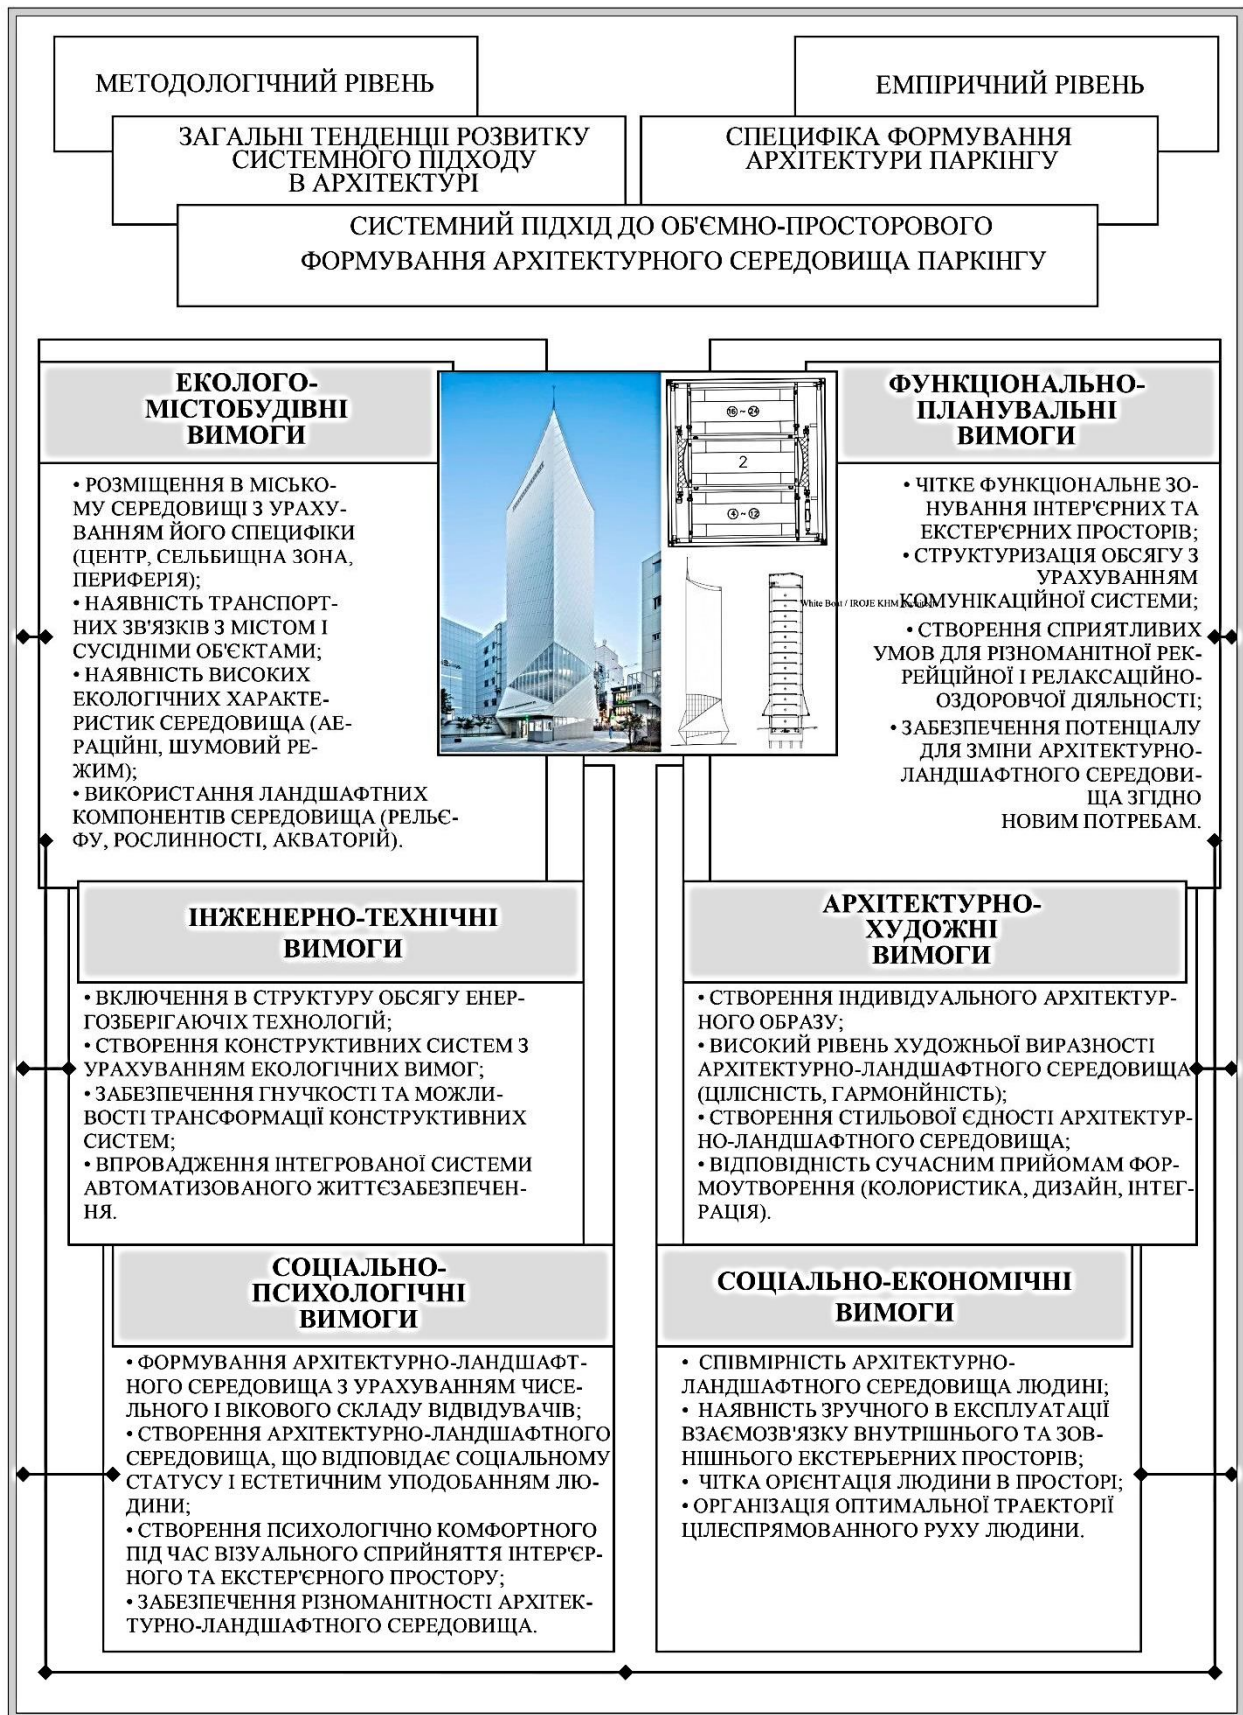 МЕТОДОЛОГІЧНИЙ РІВЕНЬ
ЕМПІРИЧНИЙ РІВЕНЬ
ЗАГАЛЬНІ ТЕНДЕНЦІЇ РОЗВИТКУ
СИСТЕМНОГО ПІДХОДУ
В АРХІТЕКТУРІ
СПЕЦИФІКА ФОРМУВАННЯ
АРХІТЕКТУРИ ПАРКІНГУ
СИСТЕМНИЙ ПІДХІД ДО ОБ'ЄМНО-ПРОСТОРОВОГО
ФОРМУВАННЯ АРХІТЕКТУРНОГО СЕРЕДОВИЩА ПАРКІНГУ
ЕКОЛОГО-
МІСТОБУДІВНІ
ВИМОГИ
• РОЗМІЩЕННЯ В МІСЬКО-
МУ СЕРЕДОВИЩІ З УРАХУ-
ВАННЯМ ЙОГО СПЕЦИФІКИ
(ЦЕНТР, СЕЛЬБИЩНА ЗОНА,
ПЕРИФЕРІЯ);
• НАЯВНІСТЬ ТРАНСПОРТ-
НИХ ЗВ'ЯЗКІВ З МІСТОМ І
СУСІДНІМИ ОБ'ЄКТАМИ;
• НАЯВНІСТЬ ВИСОКИХ
ЕКОЛОГІЧНИХ ХАРАКТЕ-
РИСТИК СЕРЕДОВИЩА (АЕ-
РАЦІЙНІ, ШУМОВИЙ РЕ-
ЖИМ);
• ВИКОРИСТАННЯ ЛАНДШАФТНИХ
КОМПОНЕНТІВ СЕРЕДОВИЩА (РЕЛЬЄ-
ФУ, РОСЛИННОСТІ, АКВАТОРІЙ).
16 ~ 24
2
4 ~ 12
White Boat / IROJE KHM
ФУНКЦІОНАЛЬНО-
ПЛАНУВАЛЬНІ
ВИМОГИ
• ЧІТКЕ ФУНКЦІОНАЛЬНЕ ЗО-
НУВАННЯ ІНТЕР'ЄРНИХ ТА
ЕКСТЕР'ЄРНИХ ПРОСТОРІВ;
• СТРУКТУРИЗАЦІЯ ОБСЯГУ З
УРАХУВАННЯМ
КОМУНІКАЦІЙНОЇ СИСТЕМИ;
• СТВОРЕННЯ СПРИЯТЛИВИХ
УМОВ ДЛЯ РІЗНОМАНІТНОЇ РЕК-
РЕЙЦІЙНОЇ І РЕЛАКСАЦІЙНО-
ОЗДОРОВЧОЇ ДІЯЛЬНОСТІ;
• ЗАБЕЗПЕЧЕННЯ ПОТЕНЦІАЛУ
ДЛЯ ЗМІНИ АРХІТЕКТУРНО-
ЛАНДШАФТНОГО СЕРЕДОВИ-
ЩА ЗГІДНО
НОВИМ ПОТРЕБАМ.
ІНЖЕНЕРНО-ТЕХНІЧНІ
ВИМОГИ
• ВКЛЮЧЕННЯ В СТРУКТУРУ ОБСЯГУ ЕНЕР-
ГОЗБЕРІГАЮЧІХ ТЕХНОЛОГІЙ;
• СТВОРЕННЯ КОНСТРУКТИВНИХ СИСТЕМ З
УРАХУВАННЯМ ЕКОЛОГІЧНИХ ВИМОГ;
• ЗАБЕЗПЕЧЕННЯ ГНУЧКОСТІ ТА МОЖЛИ-
ВОСТІ ТРАНСФОРМАЦІЇ КОНСТРУКТИВНИХ
СИСТЕМ;
• ВПРОВАДЖЕННЯ ІНТЕГРОВАНОЇ СИСТЕМИ
АВТОМАТИЗОВАНОГО ЖИТТЄЗАБЕЗПЕЧЕН-
НЯ.
АРХІТЕКТУРНО-
ХУДОЖНІ
ВИМОГИ
• СТВОРЕННЯ ІНДИВІДУАЛЬНОГО АРХІТЕКТУР-
НОГО ОБРАЗУ;
• ВИСОКИЙ РІВЕНЬ ХУДОЖНЬОЇ ВИРАЗНОСТІ
АРХІТЕКТУРНО-ЛАНДШАФТНОГО СЕРЕДОВИЩА
(ЦІЛІСНІСТЬ, ГАРМОНІЙНІСТЬ);
• СТВОРЕННЯ СТИЛЬОВОЇ ЄДНОСТІ АРХІТЕКТУР-
НО-ЛАНДШАФТНОГО СЕРЕДОВИЩА;
• ВІДПОВІДНІСТЬ СУЧАСНИМ ПРИЙОМАМ ФОР-
МОУТВОРЕННЯ (КОЛОРИСТИКА, ДИЗАЙН, ІНТЕГ-
РАЦІЯ).
СОЦІАЛЬНО-
ПСИХОЛОГІЧНІ
ВИМОГИ
• ФОРМУВАННЯ АРХІТЕКТУРНО-ЛАНДШАФТ-
НОГО СЕРЕДОВИЩА З УРАХУВАННЯМ ЧИСЕ-
ЛЬНОГО І ВІКОВОГО СКЛАДУ ВІДВІДУВАЧІВ;
• СТВОРЕННЯ АРХІТЕКТУРНО-ЛАНДШАФТНОГО
СЕРЕДОВИЩА, ЩО ВІДПОВІДАЄ СОЦІАЛЬНОМУ
СТАТУСУ І ЕСТЕТИЧНИМ УПОДОБАННЯМ ЛЮ-
ДИНИ;
• СТВОРЕННЯ ПСИХОЛОГІЧНО КОМФОРТНОГО
ПІД ЧАС ВІЗУАЛЬНОГО СПРИЙНЯТТЯ ІНТЕР'ЄР-
НОГО ТА ЕКСТЕР'ЄРНОГО ПРОСТОРУ;
• ЗАБЕЗПЕЧЕННЯ РІЗНОМАНІТНОСТІ АРХІТЕК-
ТУРНО-ЛАНДШАФТНОГО СЕРЕДОВИЩА.
СОЦІАЛЬНО-ЕКОНОМІЧНІ
ВИМОГИ
• СПІВМІРНІСТЬ АРХІТЕКТУРНО-
ЛАНДШАФТНОГО СЕРЕДОВИЩА ЛЮДИНІ;
• НАЯВНІСТЬ ЗРУЧНОГО В ЕКСПЛУАТАЦІЇ
ВЗАЄМОЗВ'ЯЗКУ ВНУТРІШНЬОГО ТА ЗОВ-
НІШНЬОГО ЕКСТЕРЬЕРНИХ ПРОСТОРІВ;
• ЧІТКА ОРІЄНТАЦІЯ ЛЮДИНИ В ПРОСТОРІ;
• ОРГАНІЗАЦІЯ ОПТИМАЛЬНОЇ ТРАЕКТОРІЇ
ЦІЛЕСПРЯМОВАННОГО РУХУ ЛЮДИНИ.